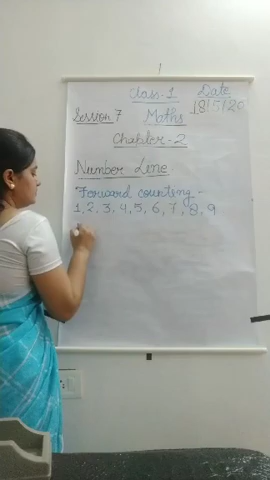 Class-1
Date
Session 7 Maths 18/5/20
Chapter-2
Number Line
Forward counting -
1, 2, 3, 4, 5, 6, 7, 8, 9